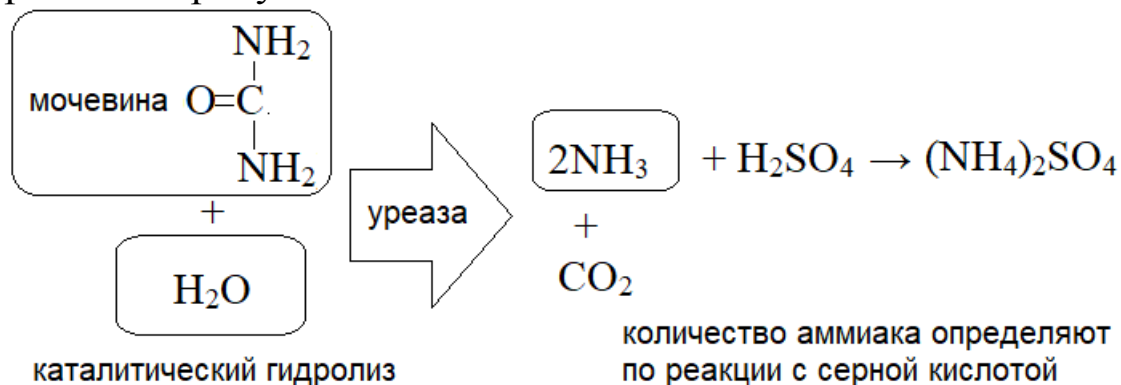 NH₂
мочевина O=C
NH₂
+
H₂O
каталитический гидролиз
уреаза
2NH₃ + H₂SO₄ → (NH₄)₂SO₄
+
CO₂
количество аммиака определяют
по реакции с серной кислотой